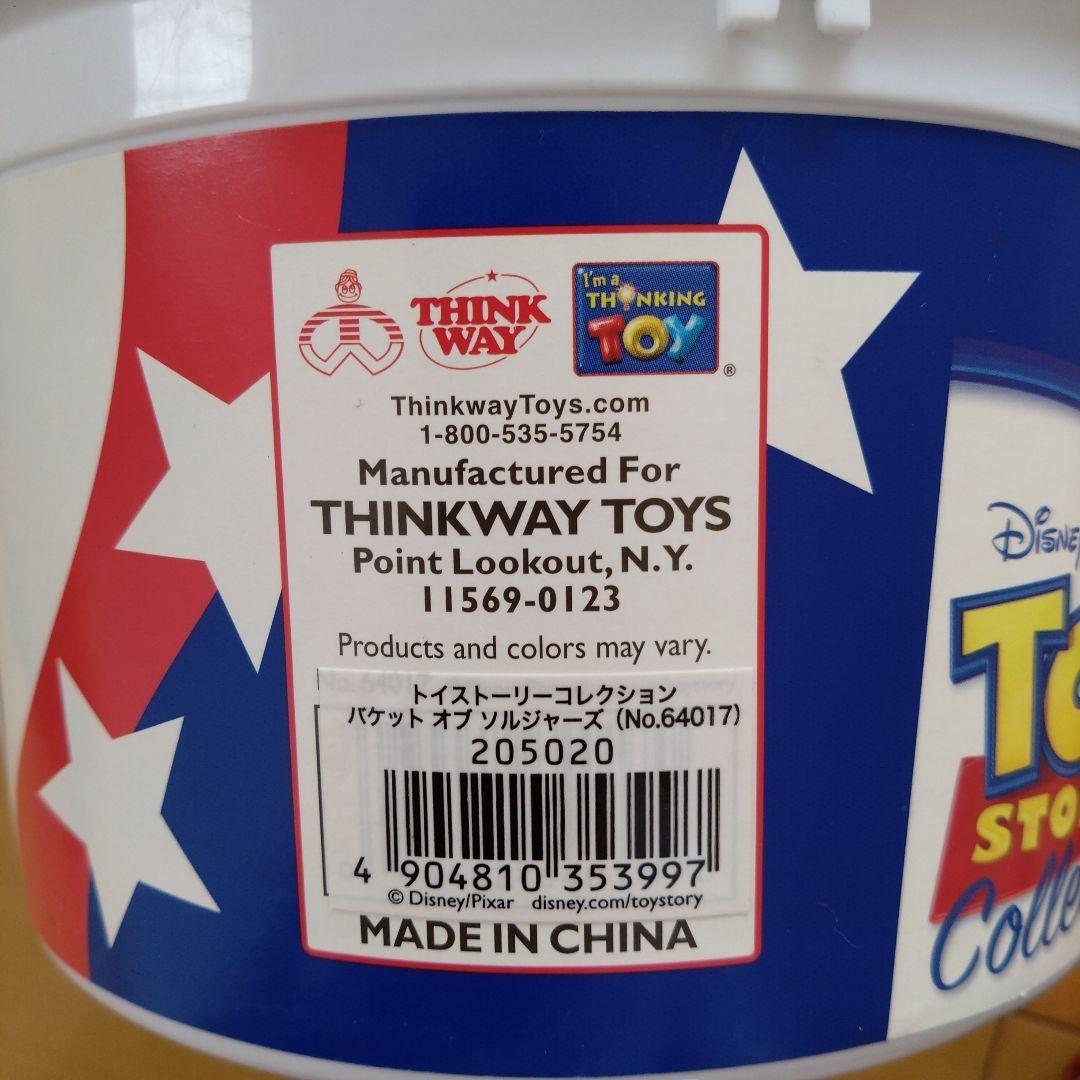 THINK
WAY
I'm a
THINKING
TOY
®
ThinkwayToys.com
1-800-535-5754
Manufactured For
THINKWAY TOYS
Point Lookout, N.Y.
11569-0123
Products and colors may vary.
トイストーリーコレクション
バケット オブ ソルジャーズ (No.64017)
205020
4 904810 353997
© Disney/Pixar disney.com/toystory
MADE IN CHINA
DISNE
TO
STO
Colle